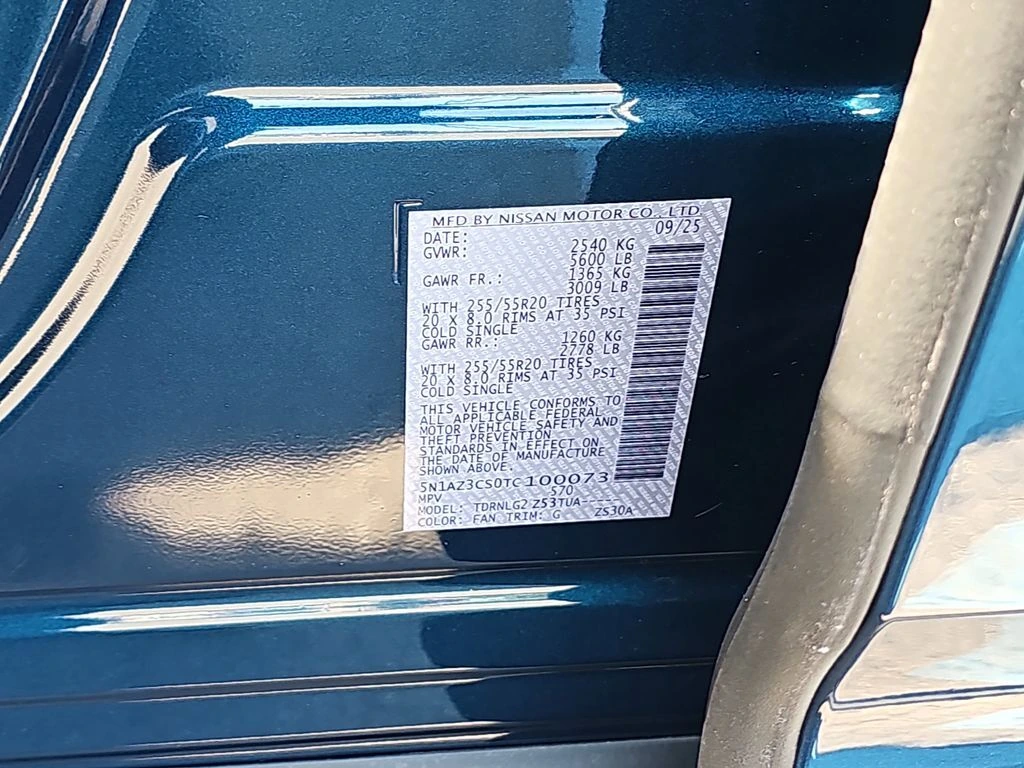 MFD BY NISSAN MOTOR CO., LTD
DATE: 09/25
GVWR: 2540 KG
5600 LB
GAWR FR.: 1365 KG
3009 LB
WITH 255/55R20 TIRES
20 X 8.0 RIMS AT 35 PSI
COLD SINGLE
GAWR RR.: 1260 KG
2778 LB
WITH 255/55R20 TIRES
20 X 8.0 RIMS AT 35 PSI
COLD SINGLE
THIS VEHICLE CONFORMS TO
ALL APPLICABLE FEDERAL
MOTOR VEHICLE SAFETY AND
THEFT PREVENTION
STANDARDS IN EFFECT ON
THE DATE OF MANUFACTURE
SHOWN ABOVE.
5N1AZ3CS0TC100073
MPV 570
MODEL: TDRNLG2 Z53TUA-----
COLOR: FAN TRIM: G ZS30A